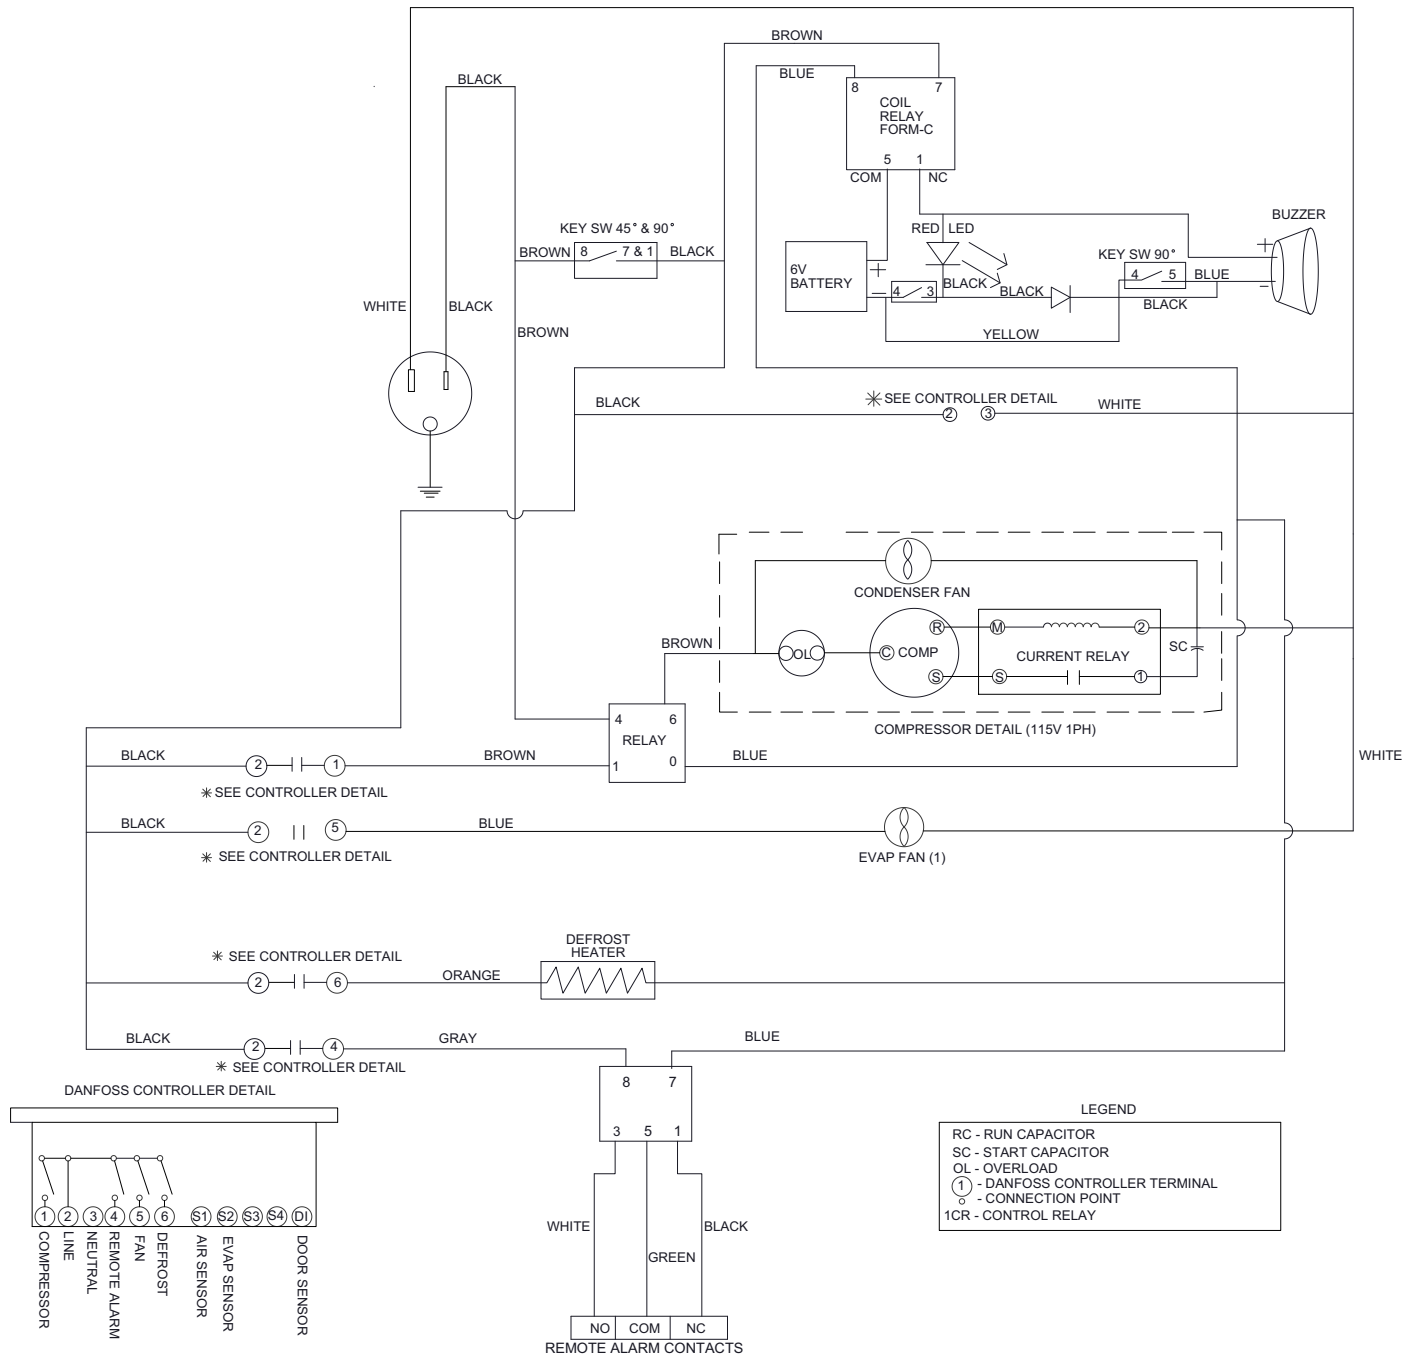 BROWN
BLUE
BLACK
8 7
COIL
RELAY
FORM-C
5 1
COM NC
KEY SW 45° & 90°
BROWN 8 7 & 1 BLACK
RED LED
BUZZER
+
KEY SW 90°
6V
BATTERY
+
–
4 3
BLACK
BLACK
4 5
BLUE
–
BLACK
YELLOW
WHITE
BLACK
BROWN
BLACK
SEE CONTROLLER DETAIL
2 3
WHITE
CONDENSER FAN
BROWN
OL
C COMP
R
S
M 2
CURRENT RELAY
S 1
SC
COMPRESSOR DETAIL (115V 1PH)
4 6
RELAY
1 0
BLUE
WHITE
BLACK 2 1 BROWN
SEE CONTROLLER DETAIL
BLACK 2 5 BLUE
SEE CONTROLLER DETAIL
EVAP FAN (1)
DEFROST
HEATER
SEE CONTROLLER DETAIL
2 6 ORANGE
BLACK 2 4 GRAY
BLUE
SEE CONTROLLER DETAIL
8 7
3 5 1
WHITE
GREEN
BLACK
NO COM NC
REMOTE ALARM CONTACTS
DANFOSS CONTROLLER DETAIL
1 2 3 4 5 6 S1 S2 S3 S4 DI
COMPRESSOR
LINE
NEUTRAL
REMOTE ALARM
FAN
DEFROST
AIR SENSOR
EVAP SENSOR
DOOR SENSOR
LEGEND
RC - RUN CAPACITOR
SC - START CAPACITOR
OL - OVERLOAD
1 - DANFOSS CONTROLLER TERMINAL
- CONNECTION POINT
1CR - CONTROL RELAY